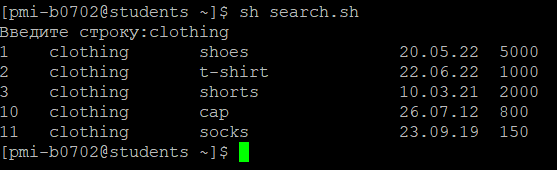 [pmi-b0702@students ~]$ sh search.sh
Введите строку:clothing
1 clothing shoes 20.05.22 5000
2 clothing t-shirt 22.06.22 1000
3 clothing shorts 10.03.21 2000
10 clothing cap 26.07.12 800
11 clothing socks 23.09.19 150
[pmi-b0702@students ~]$